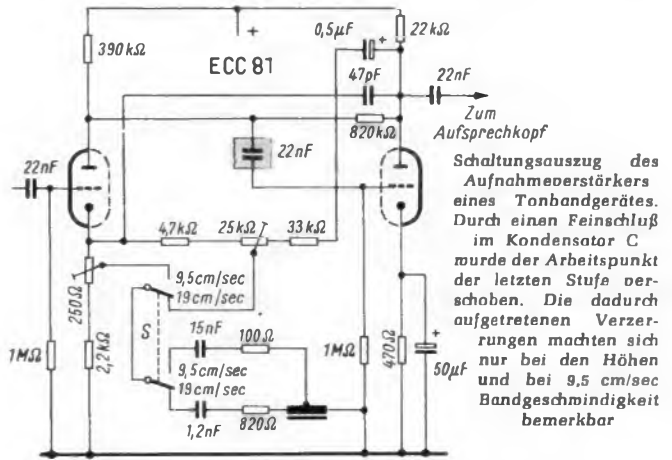 0,5µF
+
22kΩ
390kΩ
+
ECC 81
47pF
22nF
Zum
Aufsprechkopf
820kΩ
22nF
22nF
4,7kΩ
25kΩ
33kΩ
250Ω
9,5cm/sec
19cm/sec
S
15nF
100Ω
9,5cm/sec
19cm/sec
1,2nF
820Ω
1MΩ
2,2kΩ
1MΩ
470Ω
+
50µF
Schaltungsauszug des
Aufnahmeverstärkers
eines Tonbandgerätes.
Durch einen Feinschluß
im Kondensator C
wurde der Arbeitspunkt
der letzten Stufe ver-
schoben. Die dadurch
aufgetretenen Verzer-
rungen machten sich
nur bei den Höhen
und bei 9,5 cm/sec
Bandgeschwindigkeit
bemerkbar